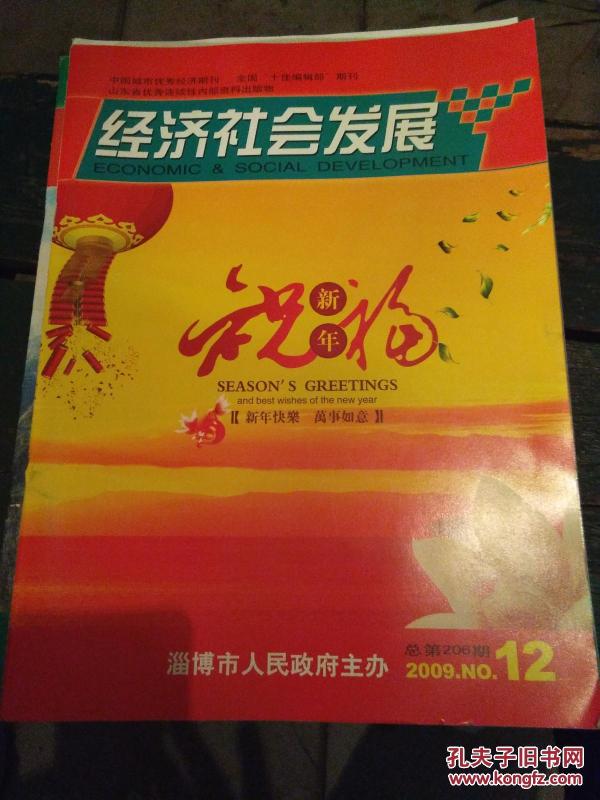 中国城市优秀经济期刊 全国"十佳编辑部"期刊
山东省优秀连续性内部资料出版物
经济社会发展
ECONOMIC & SOCIAL DEVELOPMENT
祝新年福
SEASON'S GREETINGS
and best wishes of the new year
【新年快樂 萬事如意】
总第206期
淄博市人民政府主办 2009.NO.12
孔夫子旧书网
www.kongfz.com